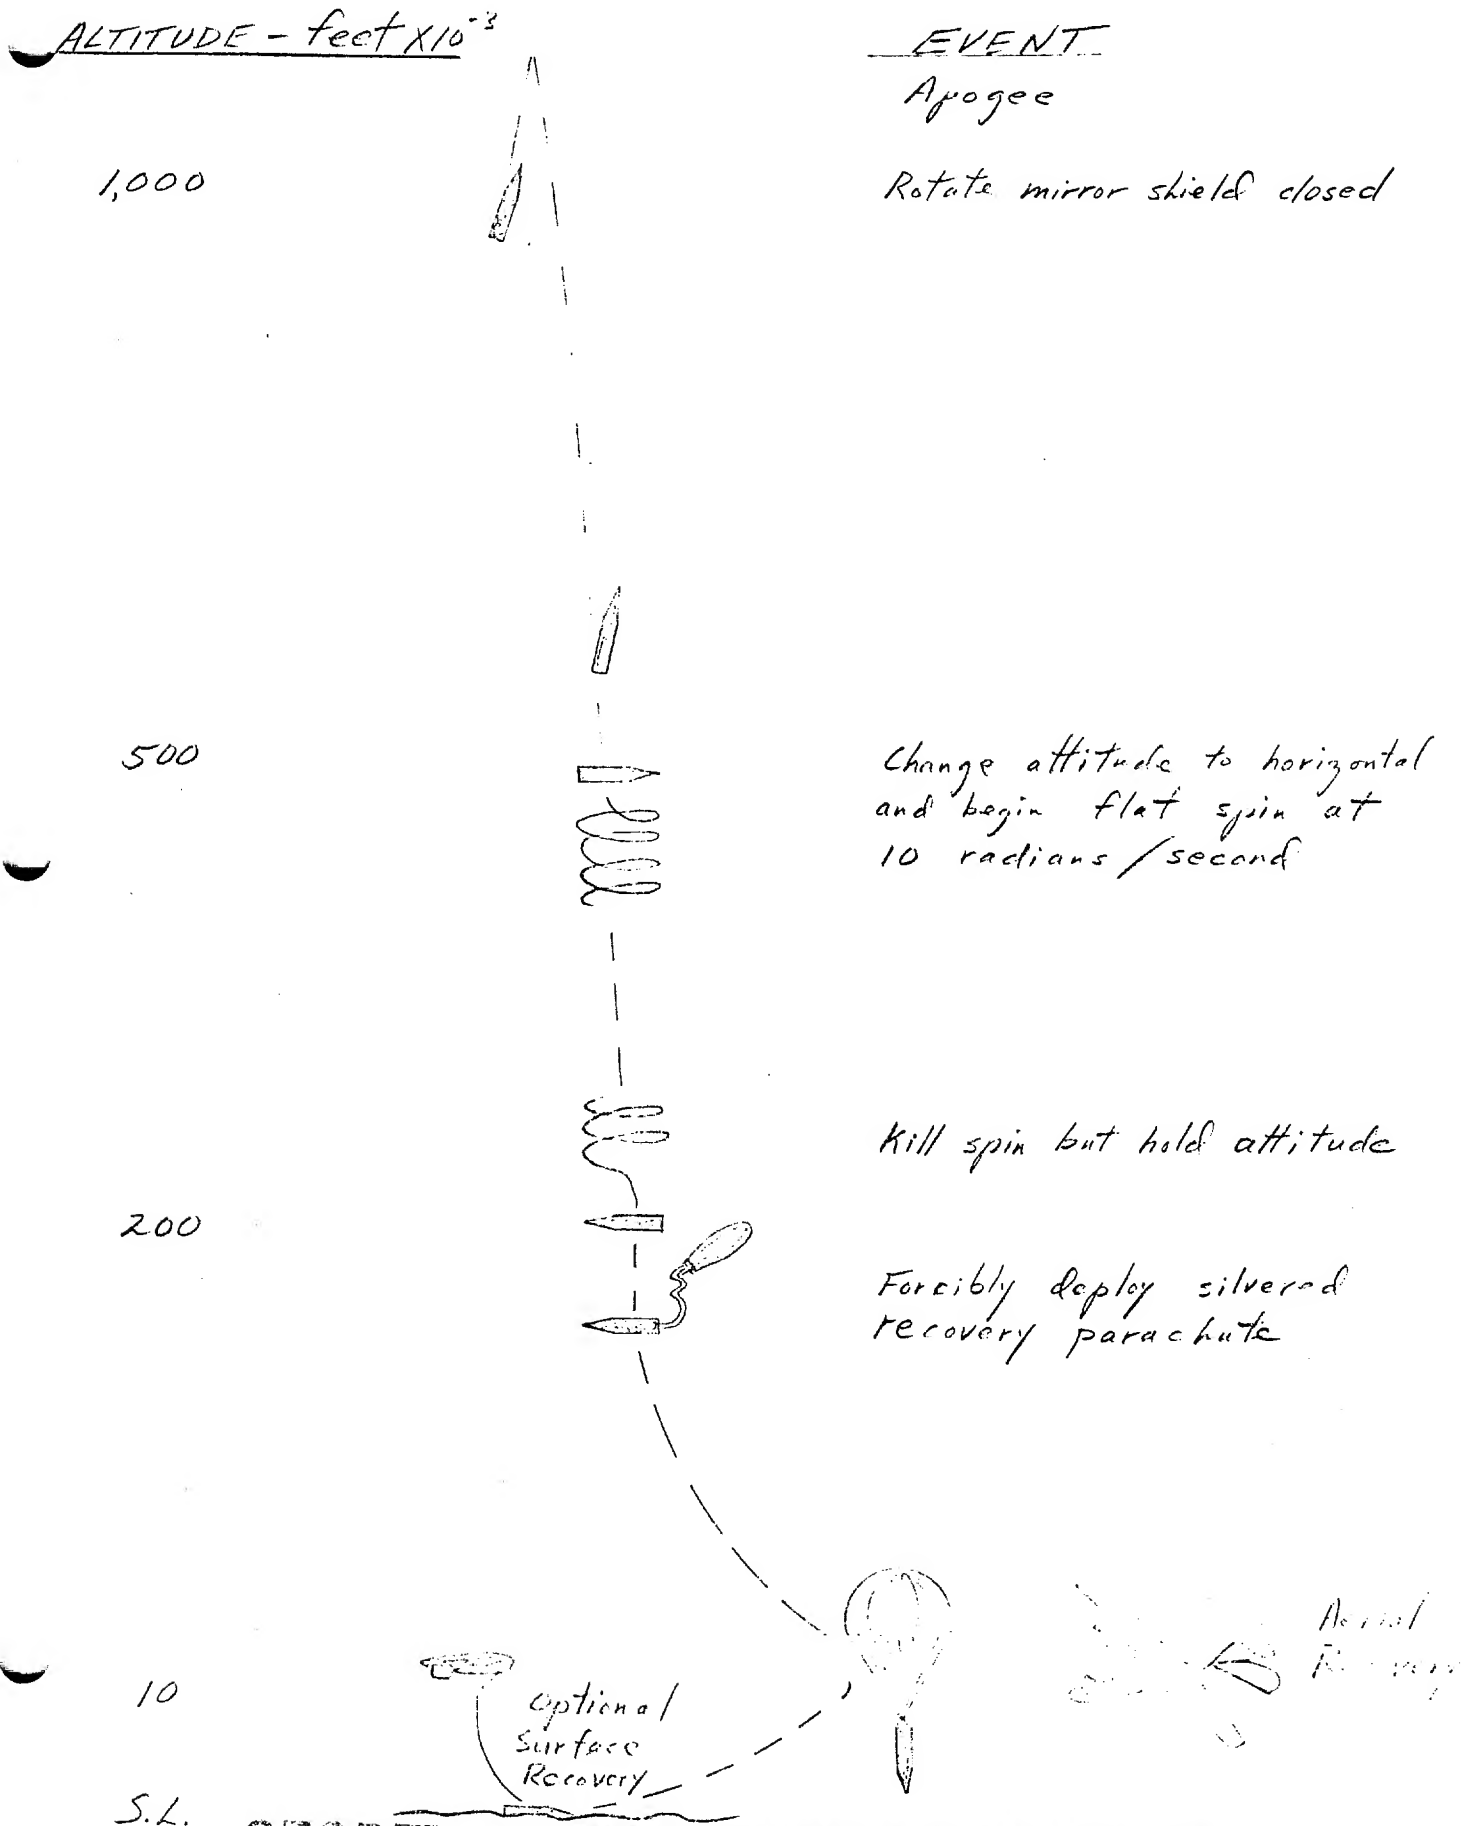 ALTITUDE - feet X10⁻³
EVENT
Apogee
1,000
Rotate mirror shield closed
500
Change attitude to horizontal
and begin flat spin at
10 radians/second
Kill spin but hold attitude
200
Forcibly deploy silvered
recovery parachute
Aerial
Recovery
10
Optional
Surface
Recovery
S.L.